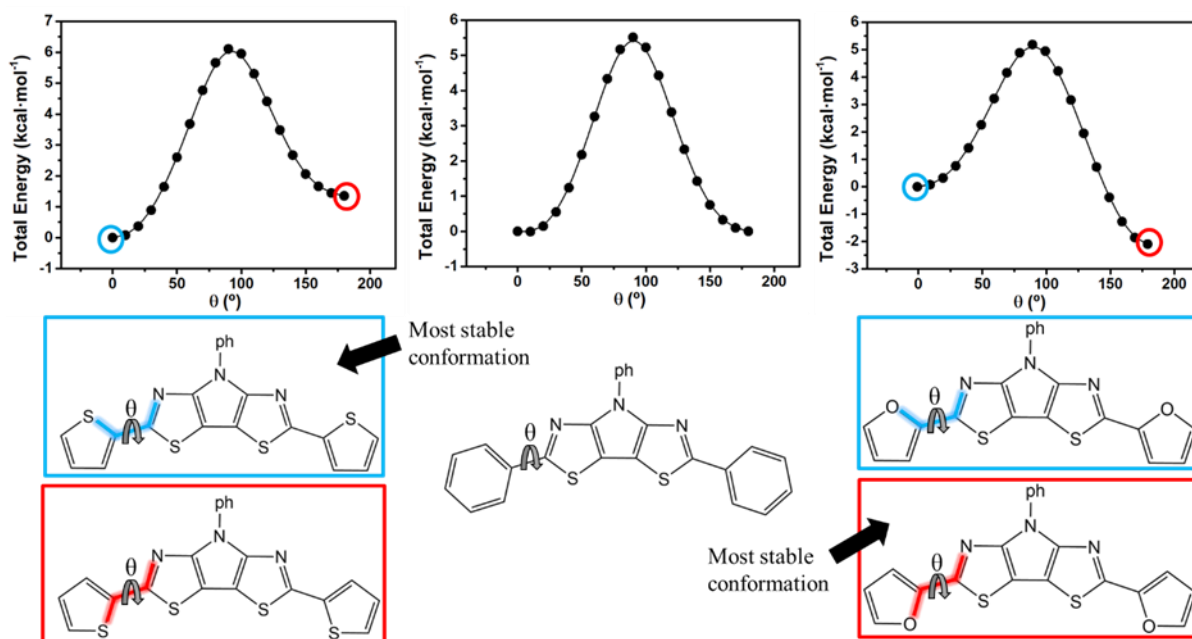 Total Energy (kcal·mol⁻¹)
7
6
5
4
3
2
1
0
-1
0
50
100
150
200
θ (º)
Total Energy (kcal·mol⁻¹)
6
5
4
3
2
1
0
-1
0
50
100
150
200
θ (º)
Total Energy (kcal·mol⁻¹)
6
5
4
3
2
1
0
-1
-2
-3
0
50
100
150
200
θ (º)
Most stable
conformation
ph
N
N
N
S
θ
S
S
S
ph
N
N
N
θ
S
S
ph
N
N
N
O
θ
O
S
S
ph
N
N
N
θ
S
S
S
S
Most stable
conformation
ph
N
N
N
θ
S
S
O
O